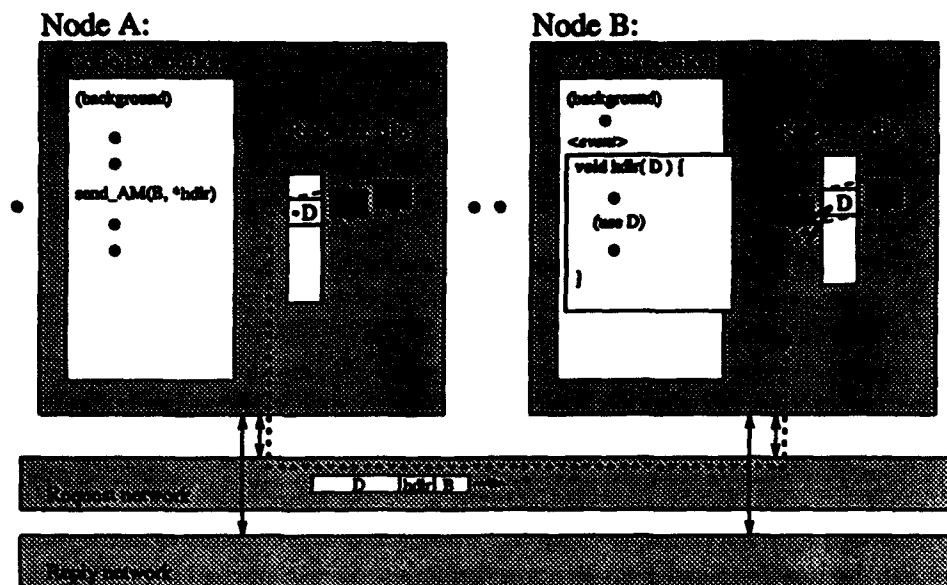 Node A:
(background)
send_AM(B, *hdlr)
D
Node B:
(background)
<event>
void hdlr( D ) {
(use D)
}
D
D hdlr B
Request network
Reply network